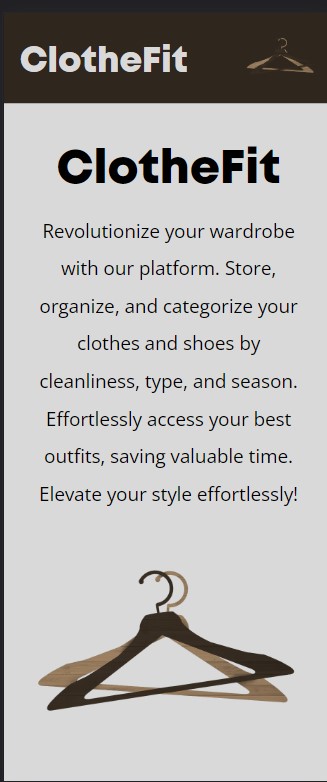 ClotheFit
ClotheFit
Revolutionize your wardrobe
with our platform. Store,
organize, and categorize your
clothes and shoes by
cleanliness, type, and season.
Effortlessly access your best
outfits, saving valuable time.
Elevate your style effortlessly!